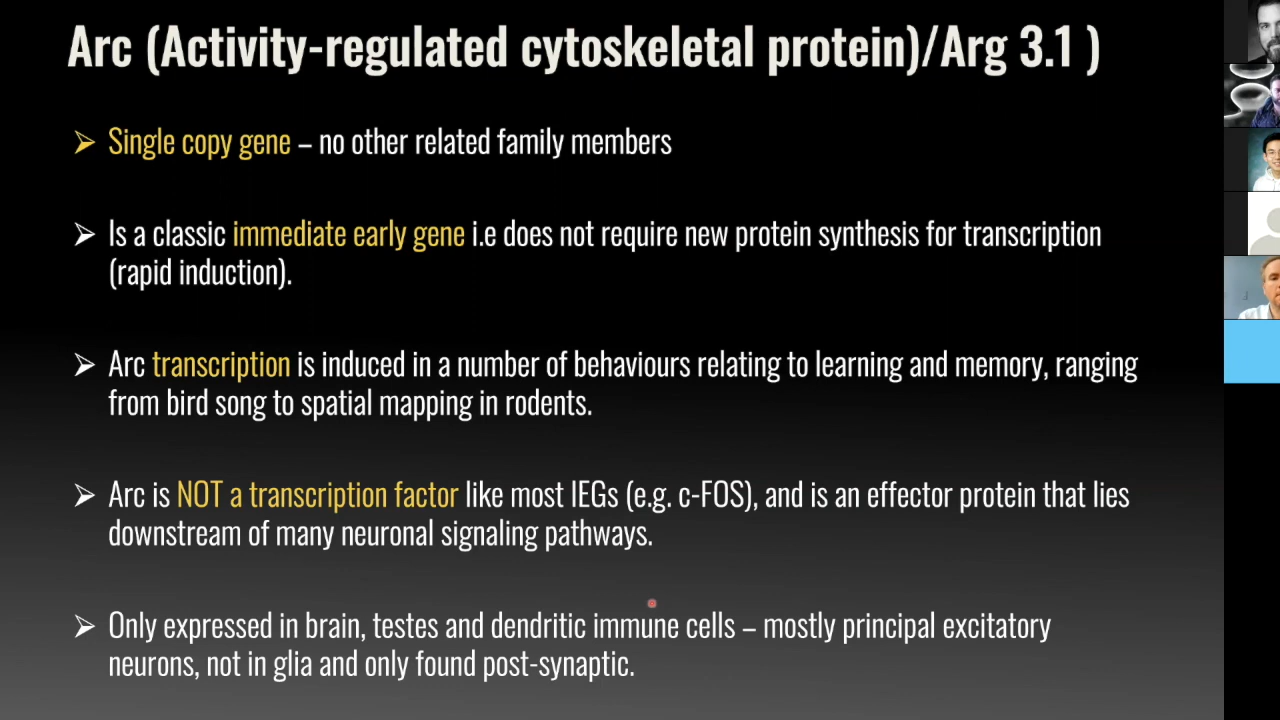 Arc (Activity-regulated cytoskeletal protein)/Arg 3.1 )
Single copy gene – no other related family members
Is a classic immediate early gene i.e does not require new protein synthesis for transcription
(rapid induction).
Arc transcription is induced in a number of behaviours relating to learning and memory, ranging
from bird song to spatial mapping in rodents.
Arc is NOT a transcription factor like most IEGs (e.g. c-FOS), and is an effector protein that lies
downstream of many neuronal signaling pathways.
Only expressed in brain, testes and dendritic immune cells – mostly principal excitatory
neurons, not in glia and only found post-synaptic.